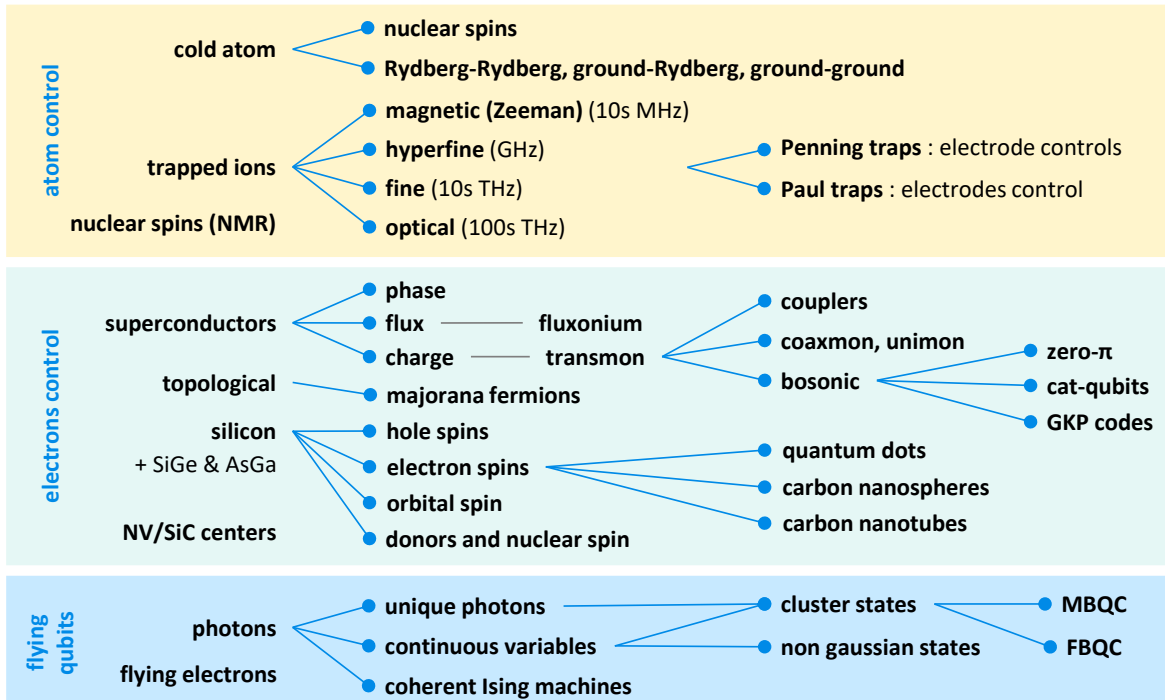 atom control
cold atom
nuclear spins
Rydberg-Rydberg, ground-Rydberg, ground-ground
trapped ions
magnetic (Zeeman) (10s MHz)
hyperfine (GHz)
fine (10s THz)
optical (100s THz)
Penning traps : electrode controls
Paul traps : electrodes control
nuclear spins (NMR)
electrons control
superconductors
phase
flux
fluxonium
charge
transmon
couplers
coaxmon, unimon
bosonic
zero-π
cat-qubits
GKP codes
topological
majorana fermions
silicon
+ SiGe & AsGa
hole spins
electron spins
orbital spin
donors and nuclear spin
quantum dots
carbon nanospheres
carbon nanotubes
NV/SiC centers
flying
qubits
photons
unique photons
continuous variables
coherent Ising machines
cluster states
non gaussian states
MBQC
FBQC
flying electrons